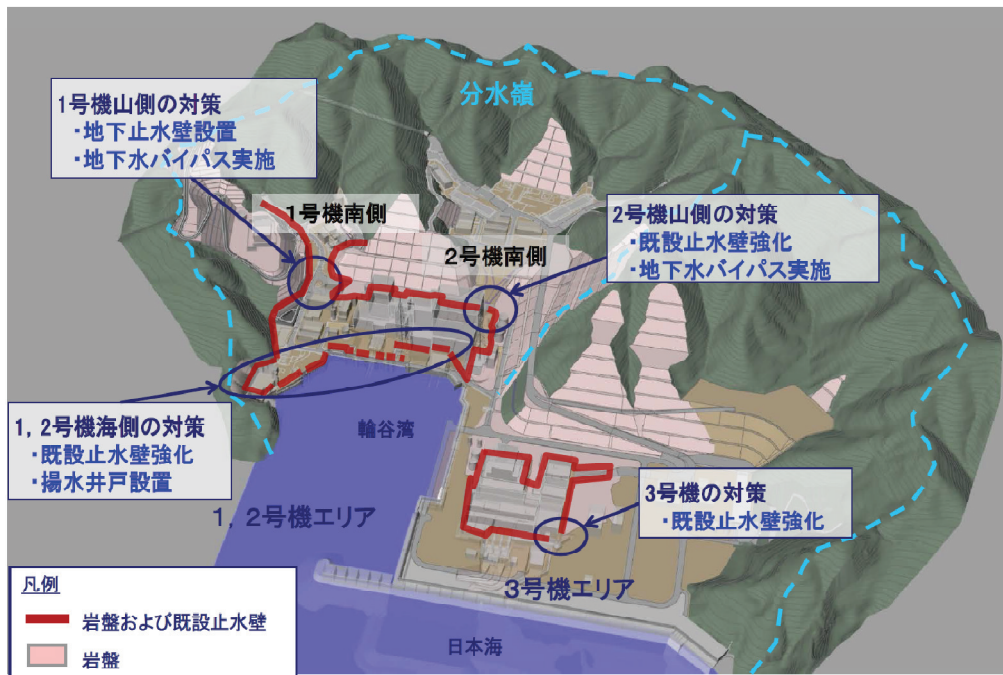 分水嶺
1号機山側の対策
・地下止水壁設置
・地下水バイパス実施
1号機南側
2号機南側
2号機山側の対策
・既設止水壁強化
・地下水バイパス実施
1, 2号機海側の対策
・既設止水壁強化
・揚水井戸設置
輪谷湾
1, 2号機エリア
3号機の対策
・既設止水壁強化
3号機エリア
日本海
凡例
岩盤および既設止水壁
岩盤